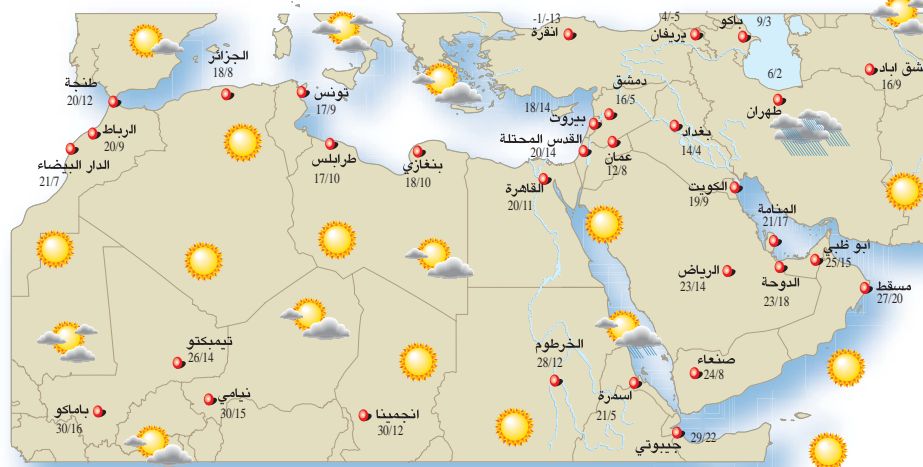 -1/-13
انقرة
4/-5
يريفان
باكو
9/3
6/2
طهران
شق اباد
16/9
الجزائر
18/8
طنجة
20/12
تونس
17/9
دمشق
16/5
18/14
بيروت
الرباط
20/9
الدار البيضاء
21/7
طرابلس
17/10
بنغازي
18/10
القدس المحتلة
20/14
عمان
12/8
بغداد
14/4
القاهرة
20/11
الكويت
19/9
المنامة
21/17
ابو ظبي
25/15
الرياض
23/14
الدوحة
23/18
مسقط
27/20
تيمبكتو
26/14
الخرطوم
28/12
صنعاء
24/8
نيامي
30/15
باماكو
30/16
انجمينا
30/12
اسمرة
21/5
29/22
جيبوتي